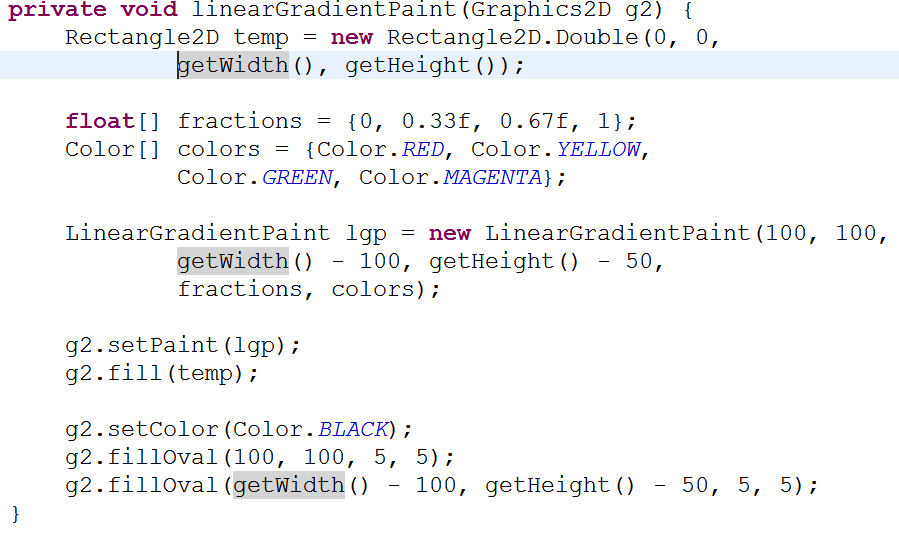 private void linearGradientPaint(Graphics2D g2) {
    Rectangle2D temp = new Rectangle2D.Double(0, 0,
            getWidth(), getHeight());

    float[] fractions = {0, 0.33f, 0.67f, 1};
    Color[] colors = {Color.RED, Color.YELLOW,
            Color.GREEN, Color.MAGENTA};

    LinearGradientPaint lgp = new LinearGradientPaint(100, 100,
            getWidth() - 100, getHeight() - 50,
            fractions, colors);

    g2.setPaint(lgp);
    g2.fill(temp);

    g2.setColor(Color.BLACK);
    g2.fillOval(100, 100, 5, 5);
    g2.fillOval(getWidth() - 100, getHeight() - 50, 5, 5);
}